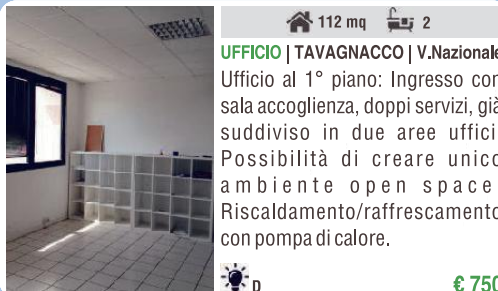 112 mq 2
UFFICIO | TAVAGNACCO | V.Nazionale
Ufficio al 1° piano: Ingresso con
sala accoglienza, doppi servizi, già
suddiviso in due aree uffici.
Possibilità di creare unico
ambiente open space.
Riscaldamento/raffrescamento
con pompa di calore.
D € 750